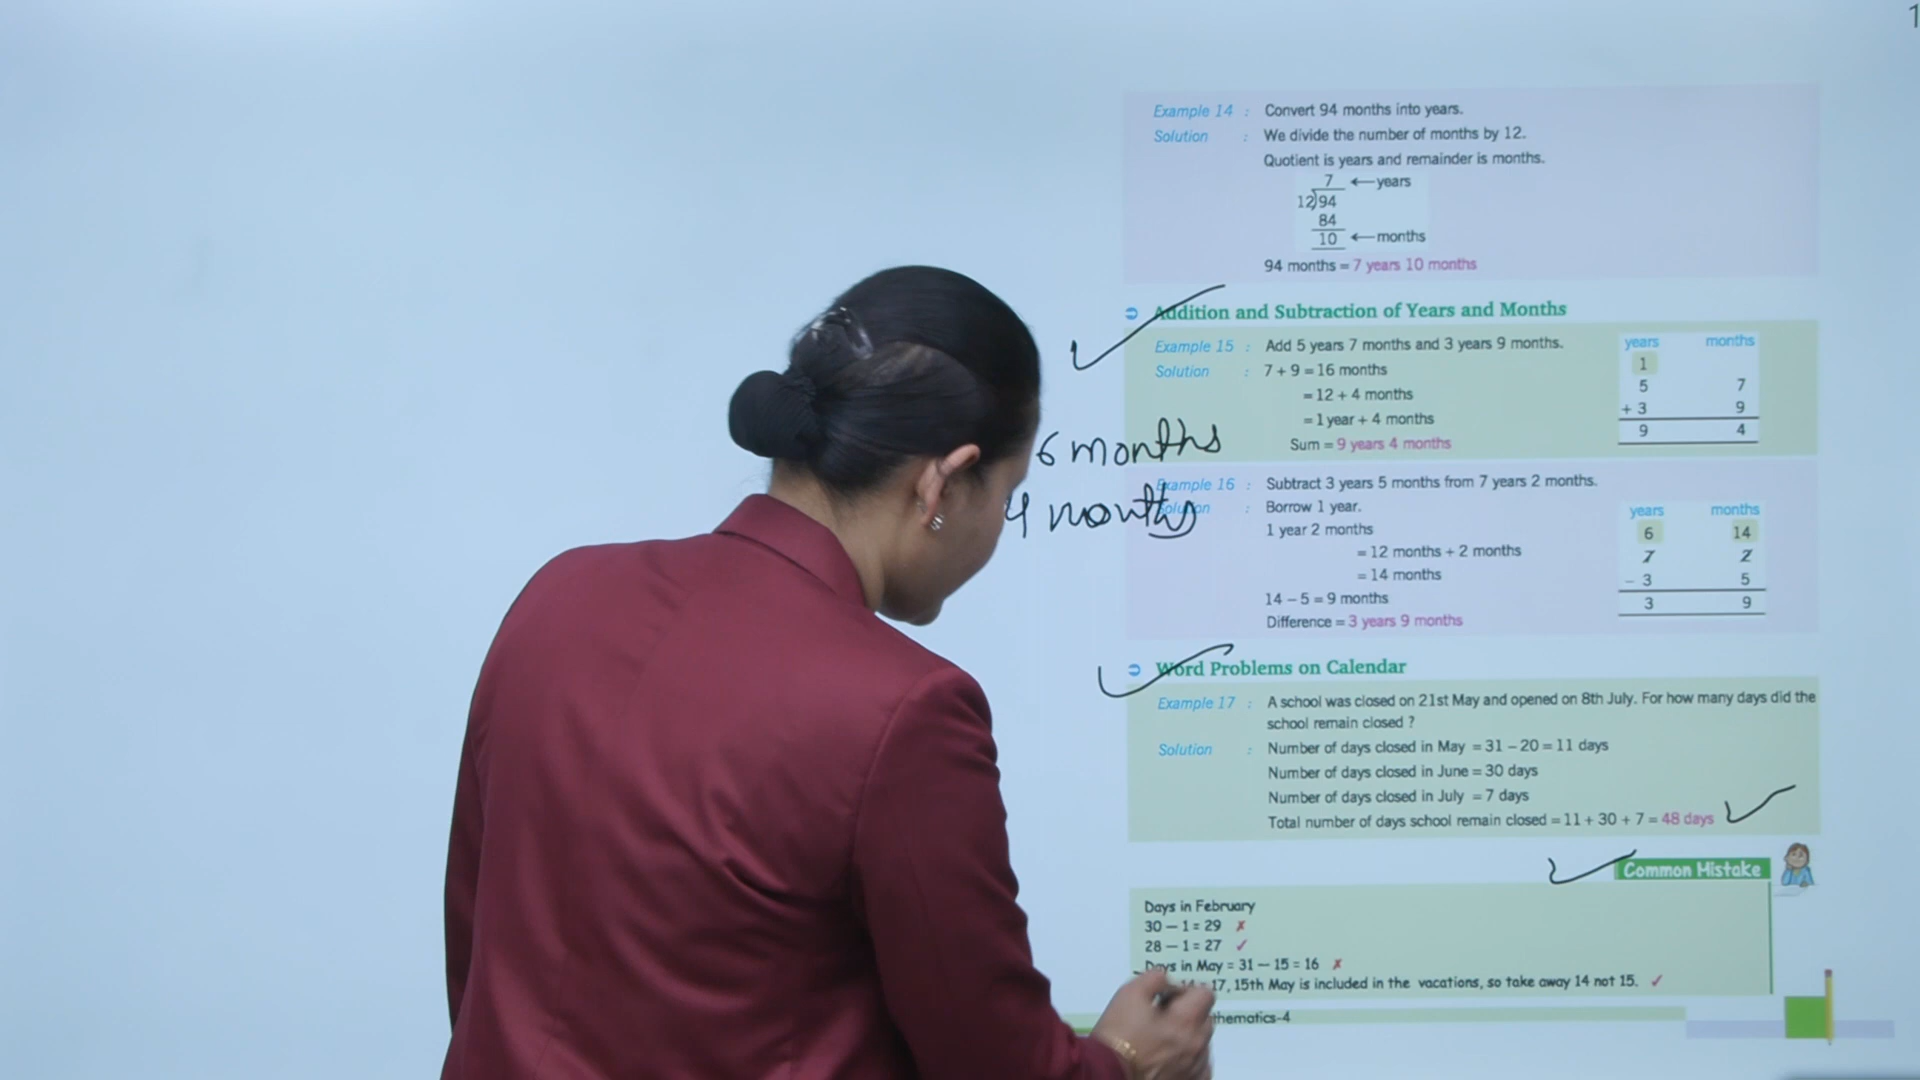 1
Example 14 : Convert 94 months into years.
Solution : We divide the number of months by 12.
Quotient is years and remainder is months.
7 ← years
12)94
84
10 ← months
94 months = 7 years 10 months
Addition and Subtraction of Years and Months
Example 15 : Add 5 years 7 months and 3 years 9 months.
Solution : 7 + 9 = 16 months
= 12 + 4 months
= 1 year + 4 months
Sum = 9 years 4 months
years months
1
5 7
+ 3 9
9 4
6 months
4 months
Example 16 : Subtract 3 years 5 months from 7 years 2 months.
Solution : Borrow 1 year.
1 year 2 months
= 12 months + 2 months
= 14 months
14 – 5 = 9 months
Difference = 3 years 9 months
years months
6 14
7 2
– 3 5
3 9
Word Problems on Calendar
Example 17 : A school was closed on 21st May and opened on 8th July. For how many days did the
school remain closed ?
Solution : Number of days closed in May = 31 – 20 = 11 days
Number of days closed in June = 30 days
Number of days closed in July = 7 days
Total number of days school remain closed = 11 + 30 + 7 = 48 days
Common Mistake
Days in February
30 – 1 = 29 ✗
28 – 1 = 27 ✓
Days in May = 31 – 15 = 16 ✗
14 = 17, 15th May is included in the vacations, so take away 14 not 15. ✓
thematics-4